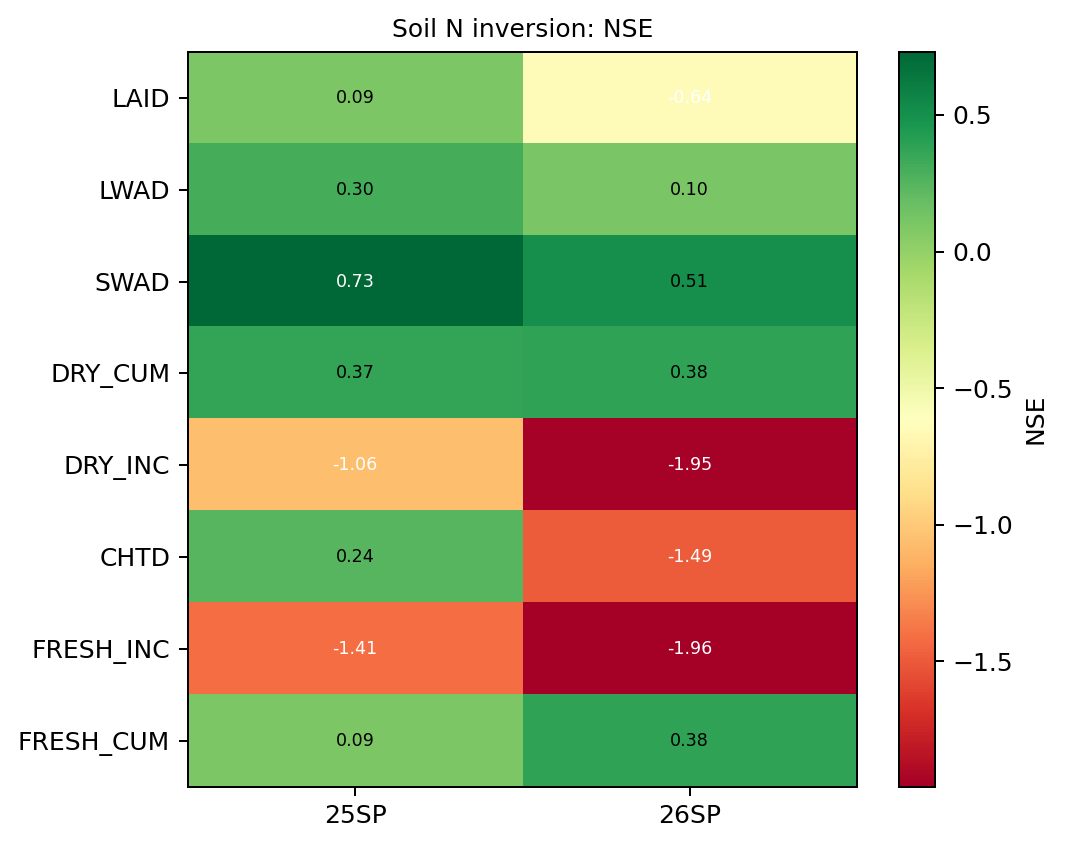 Soil N inversion: NSE
LAID 0.09 -0.64
LWAD 0.30 0.10
SWAD 0.73 0.51
DRY_CUM 0.37 0.38
DRY_INC -1.06 -1.95
CHTD 0.24 -1.49
FRESH_INC -1.41 -1.96
FRESH_CUM 0.09 0.38
25SP 26SP
0.5
0.0
−0.5
−1.0
−1.5
NSE